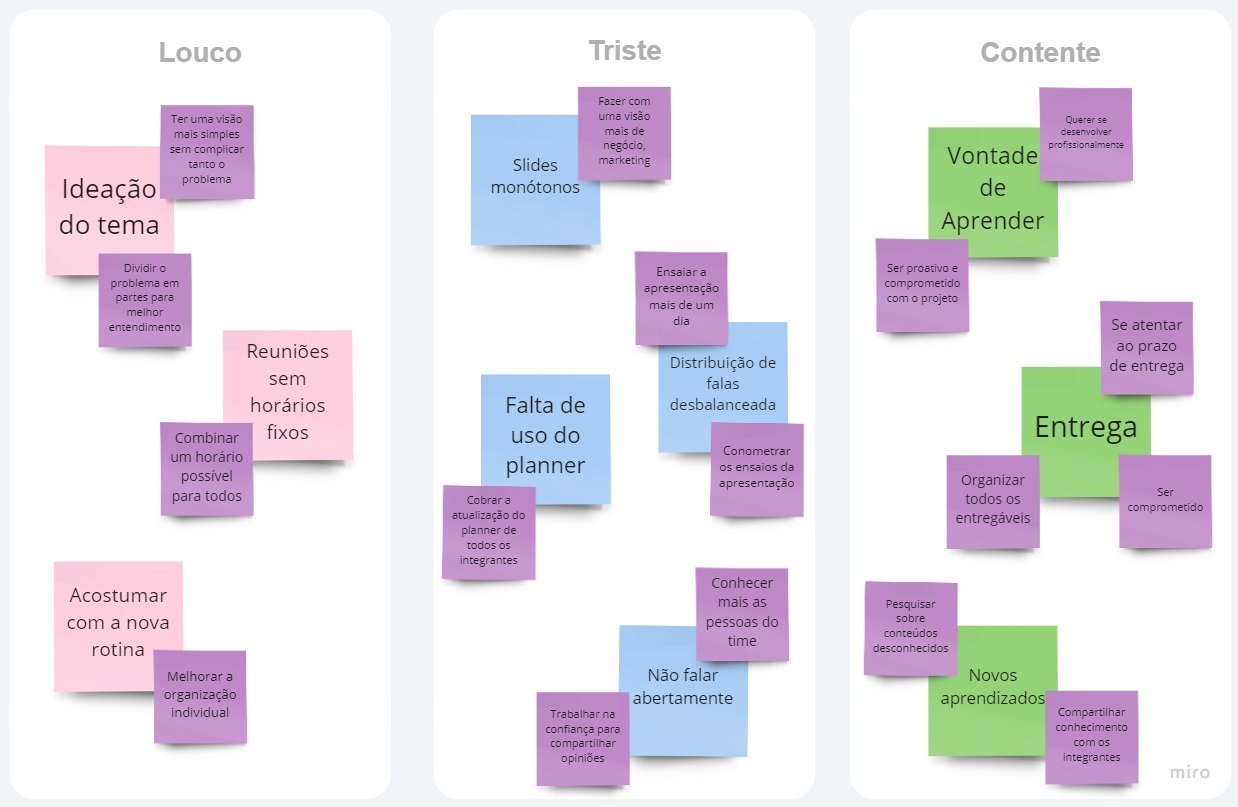 Louco
Ter uma visão
mais simples
sem complicar
tanto o
problema
Ideação
do tema
Dividir o
problema em
partes para
melhor
entendimento
Reuniões
sem
horários
fixos
Combinar
um horário
possível
para todos
Acostumar
com a nova
rotina
Melhorar a
organização
individual
Triste
Fazer com
uma visão
mais de
negócio,
marketing
Slides
monótonos
Ensaiar a
apresentação
mais de um
dia
Distribuição de
falas
desbalanceada
Conometrar
os ensaios da
apresentação
Falta de
uso do
planner
Cobrar a
atualização do
planner de
todos os
integrantes
Conhecer
mais as
pessoas do
time
Não falar
abertamente
Trabalhar na
confiança para
compartilhar
opiniões
Contente
Querer se
desenvolver
profissionalmente
Vontade
de
Aprender
Ser proativo e
comprometido
com o projeto
Se atentar
ao prazo
de entrega
Entrega
Organizar
todos os
entregáveis
Ser
comprometido
Pesquisar
sobre
conteúdos
desconhecidos
Novos
aprendizados
Compartilhar
conhecimento
com os
integrantes
miro